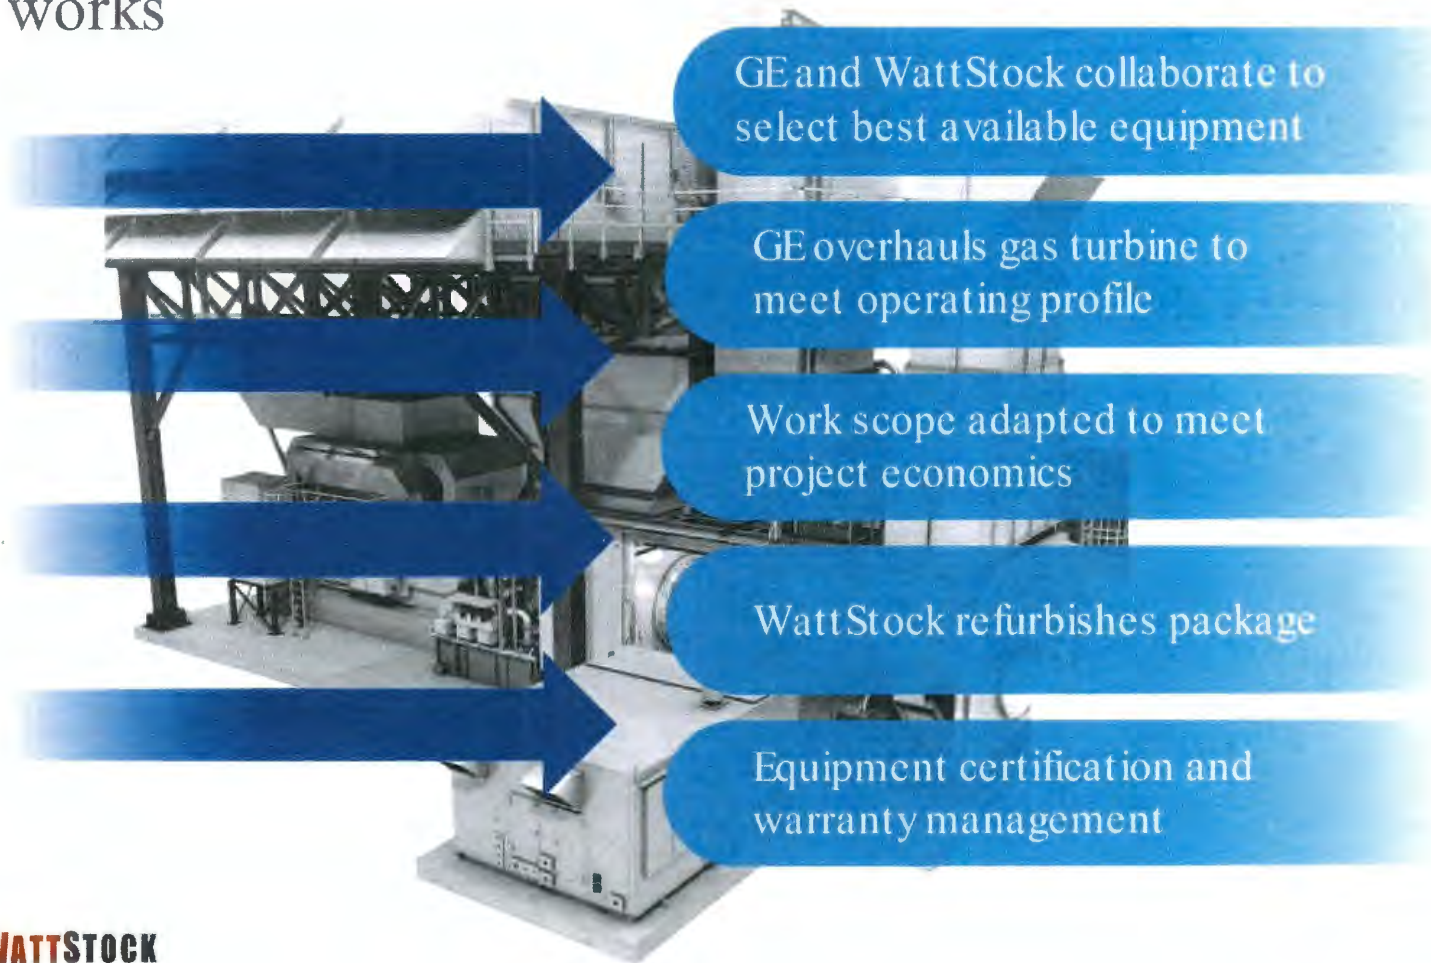 works
GE and WattStock collaborate to
select best available equipment
GE overhauls gas turbine to
meet operating profile
Work scope adapted to meet
project economics
WattStock refurbishes package
Equipment certification and
warranty management
WATTSTOCK